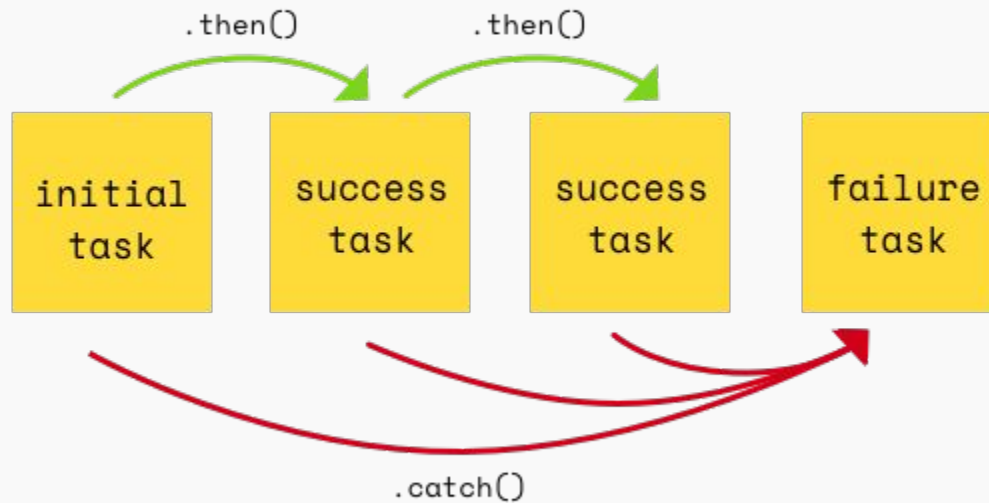 .then()
.then()
initial
task
success
task
success
task
failure
task
.catch()